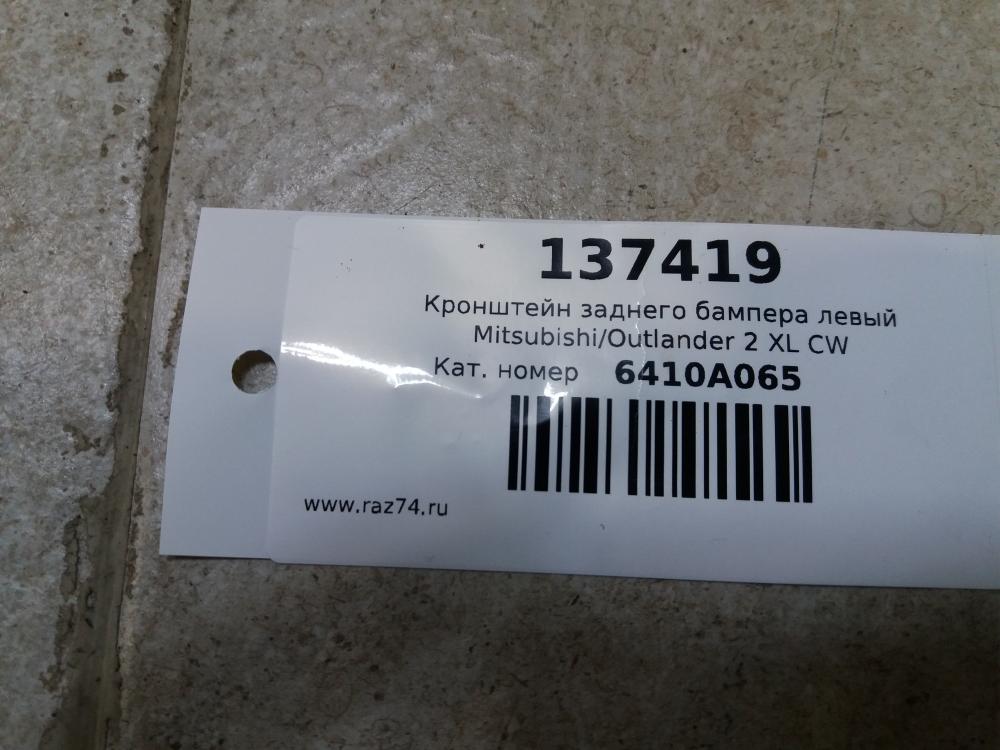 137419
Кронштейн заднего бампера левый
Mitsubishi/Outlander 2 XL CW
Кат. номер 6410A065
www.raz74.ru